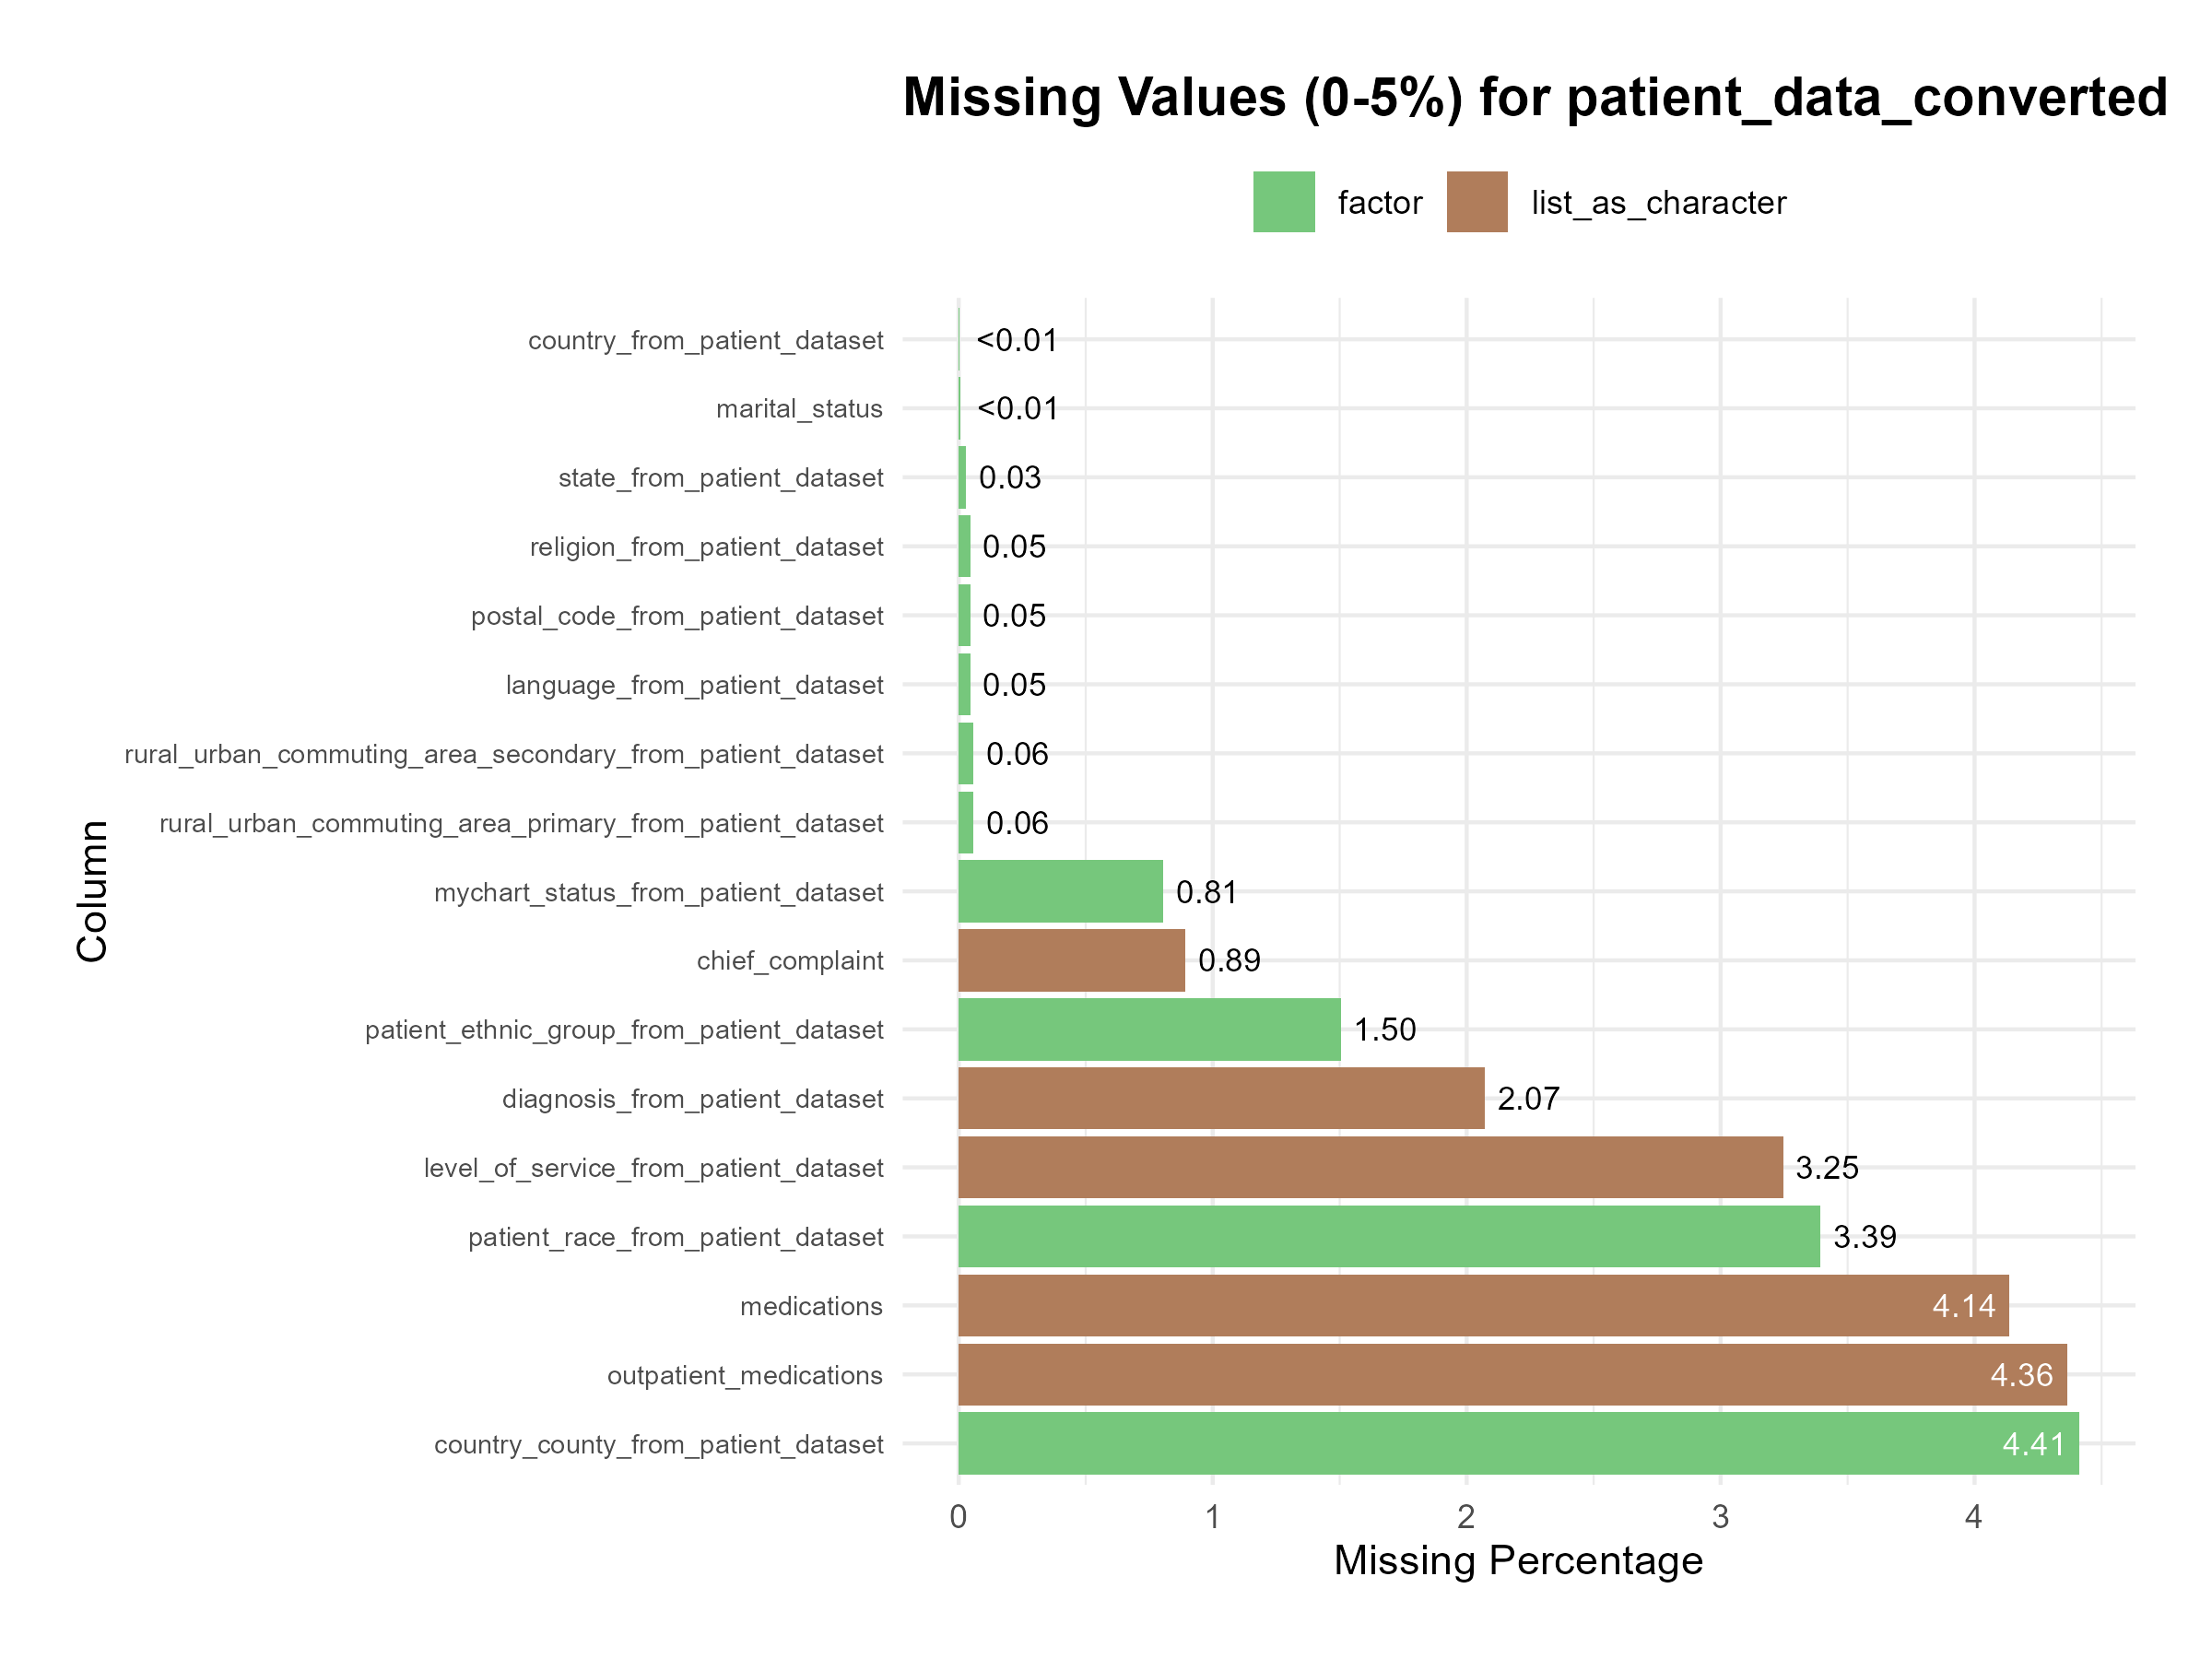 Missing Values (0-5%) for patient_data_converted
factor
list_as_character
Column
country_from_patient_dataset <0.01
marital_status <0.01
state_from_patient_dataset 0.03
religion_from_patient_dataset 0.05
postal_code_from_patient_dataset 0.05
language_from_patient_dataset 0.05
rural_urban_commuting_area_secondary_from_patient_dataset 0.06
rural_urban_commuting_area_primary_from_patient_dataset 0.06
mychart_status_from_patient_dataset 0.81
chief_complaint 0.89
patient_ethnic_group_from_patient_dataset 1.50
diagnosis_from_patient_dataset 2.07
level_of_service_from_patient_dataset 3.25
patient_race_from_patient_dataset 3.39
medications 4.14
outpatient_medications 4.36
country_county_from_patient_dataset 4.41
0 1 2 3 4
Missing Percentage